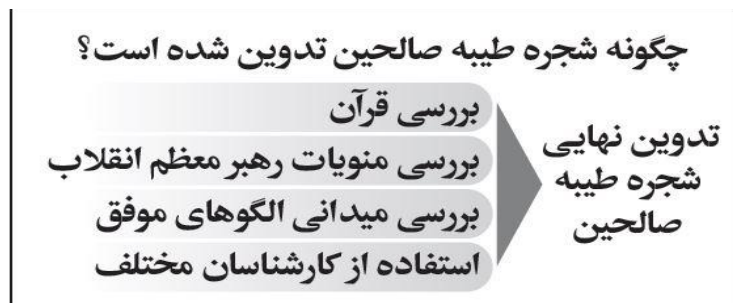 چگونه شجره طیبه صالحین تدوین شده است؟
بررسی قرآن
بررسی منویات رهبر معظم انقلاب
بررسی میدانی الگوهای موفق
استفاده از کارشناسان مختلف
تدوین نهایی
شجره طیبه
صالحین